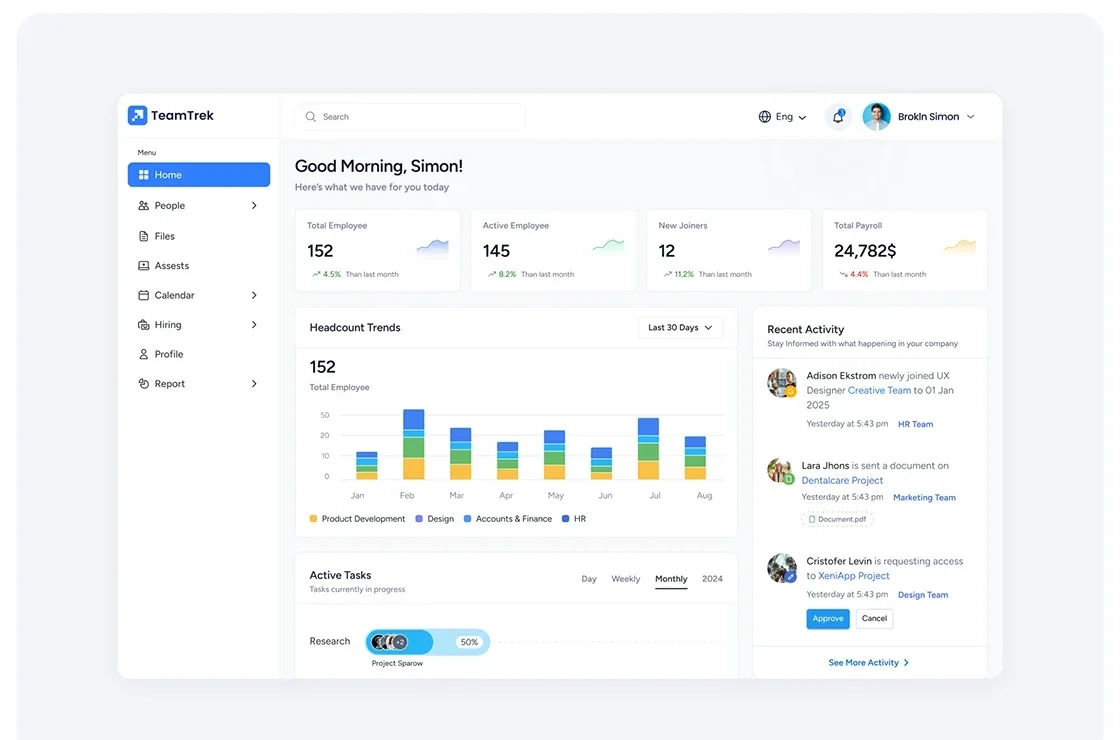 TeamTrek
Search
Eng
3
Brokln Simon
Menu
Home
People
Files
Assests
Calendar
Hiring
Profile
Report
Good Morning, Simon!
Here's what we have for you today
Total Employee
152
4.5% Than last month
Active Employee
145
8.2% Than last month
New Joiners
12
11.2% Than last month
Total Payroll
24,782$
4.4% Than last month
Headcount Trends
Last 30 Days
152
Total Employee
50
20
10
0
Jan Feb Mar Apr May Jun Jul Aug
Product Development Design Accounts & Finance HR
Active Tasks
Tasks currently in progress
Day Weekly Monthly 2024
Research
+2
50%
Project Sparow
Recent Activity
Stay Informed with what happening in your company
Adison Ekstrom newly joined UX
Designer Creative Team to 01 Jan
2025
Yesterday at 5:43 pm HR Team
Lara Jhons is sent a document on
Dentalcare Project
Yesterday at 5:43 pm Marketing Team
Document.pdf
Cristofer Levin is requesting access
to XeniApp Project
Yesterday at 5:43 pm Design Team
Approve Cancel
See More Activity